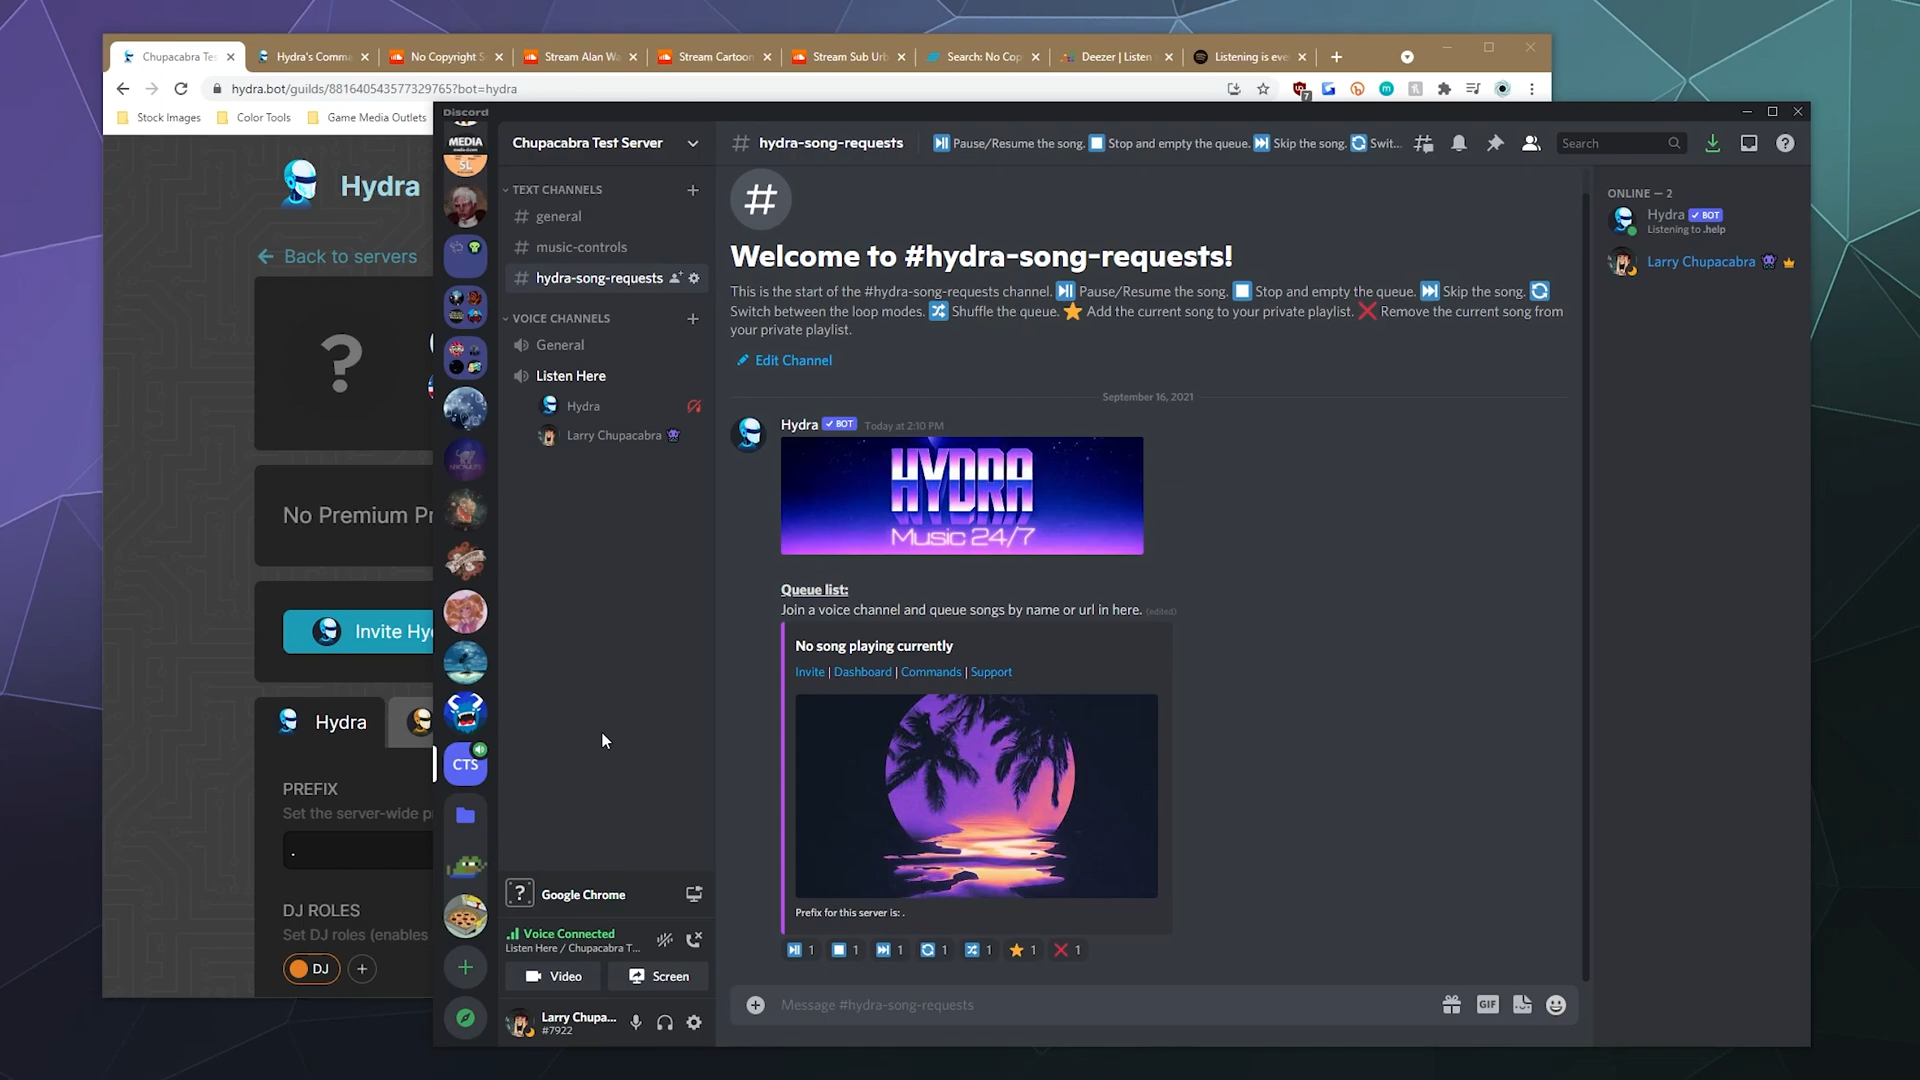 Chupacabra Tes
Hydra's Comma
No Copyright S
Stream Alan Wa
Stream Cartoon
Stream Sub Urb
Search: No Cop
Deezer | Listen
Listening is eve
hydra.bot/guilds/881640543577329765?bot=hydra
7
Stock Images
Color Tools
Game Media Outlets
Hydra
Back to servers
?
No Premium Pr
Invite Hyd
Hydra
PREFIX
Set the server-wide p
.
DJ ROLES
Set DJ roles (enables
DJ
Discord
MEDIA
SL
CTS
Chupacabra Test Server
TEXT CHANNELS
general
music-controls
hydra-song-requests
VOICE CHANNELS
General
Listen Here
Hydra
Larry Chupacabra
? Google Chrome
Voice Connected
Listen Here / Chupacabra T...
Video
Screen
Larry Chupa...
#7922
# hydra-song-requests
Pause/Resume the song. Stop and empty the queue. Skip the song. Swit...
Search
#
Welcome to #hydra-song-requests!
This is the start of the #hydra-song-requests channel. Pause/Resume the song. Stop and empty the queue. Skip the song.
Switch between the loop modes. Shuffle the queue. Add the current song to your private playlist. Remove the current song from
your private playlist.
Edit Channel
September 16, 2021
Hydra BOT Today at 2:10 PM
HYDRA
Music 24/7
Queue list:
Join a voice channel and queue songs by name or url in here. (edited)
No song playing currently
Invite | Dashboard | Commands | Support
Prefix for this server is: .
1 1 1 1 1 1 1
Message #hydra-song-requests
GIF
ONLINE — 2
Hydra BOT
Listening to .help
Larry Chupacabra